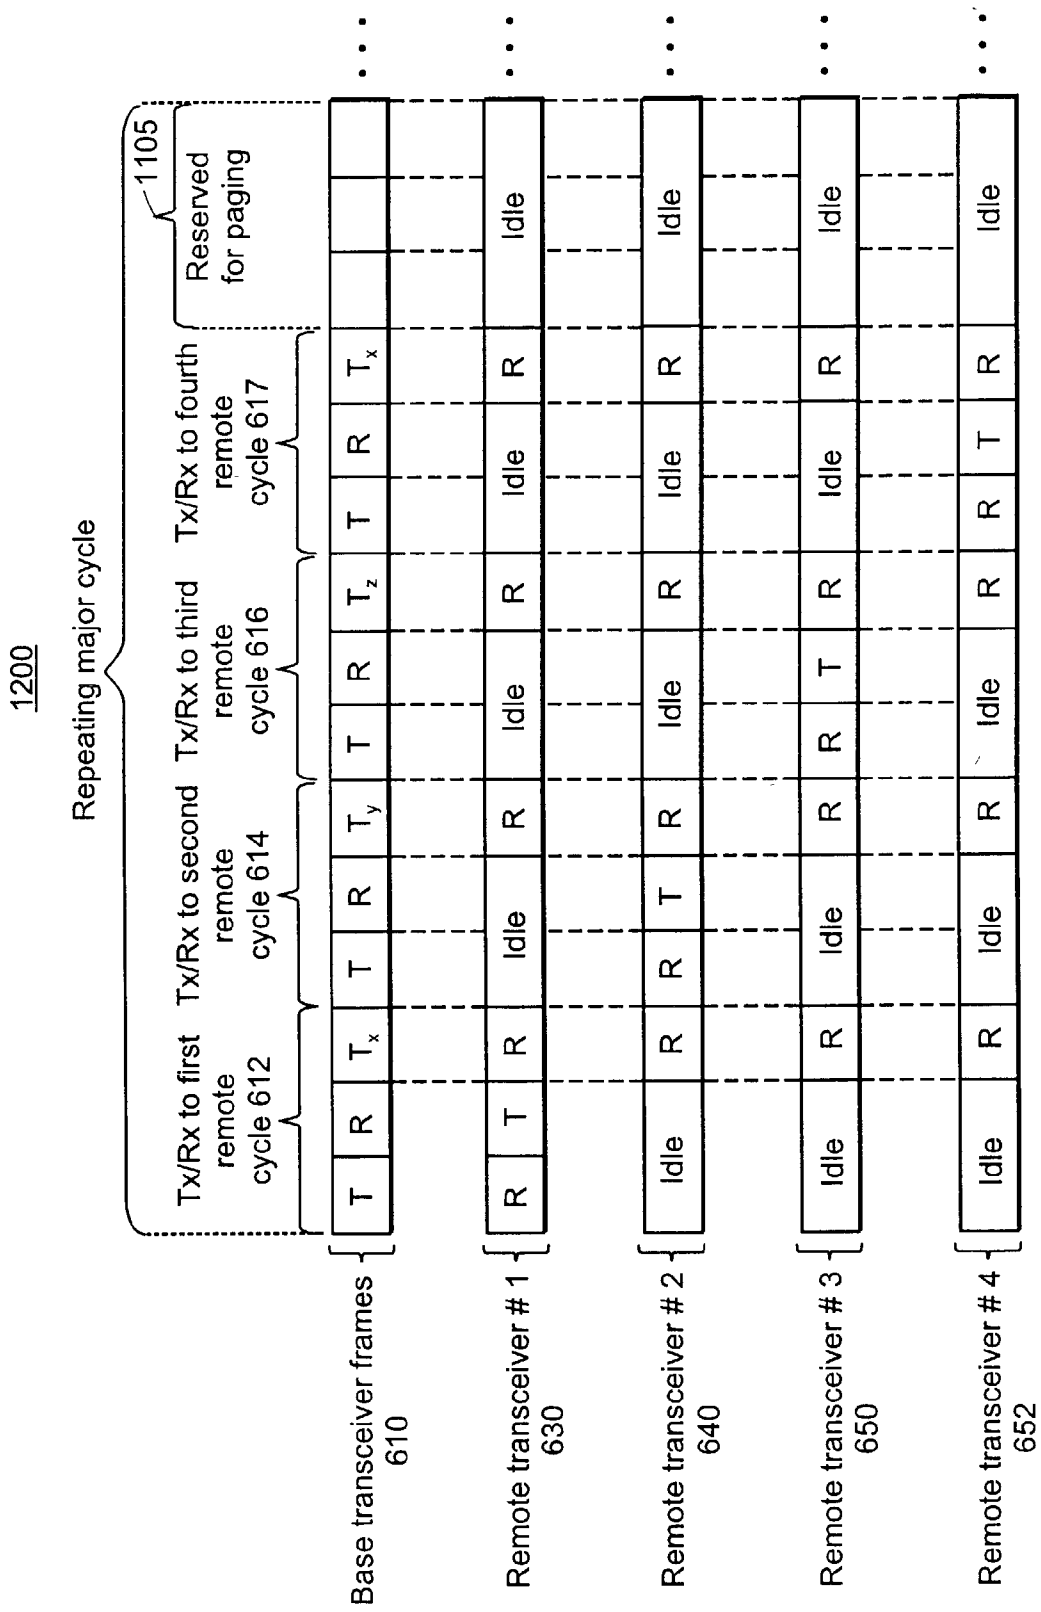 1200
Repeating major cycle
Tx/Rx to first
remote
cycle 612
Tx/Rx to second
remote
cycle 614
Tx/Rx to third
remote
cycle 616
Tx/Rx to fourth
remote
cycle 617
Reserved
for paging
1105
Base transceiver frames
610
T R Tx T R Ty T R Tz T R Tx
Remote transceiver # 1
630
R T R Idle R Idle R Idle R Idle
Remote transceiver # 2
640
Idle R R T R Idle R Idle R Idle
Remote transceiver # 3
650
Idle R Idle R R T R Idle R Idle
Remote transceiver # 4
652
Idle R Idle R Idle R R T R Idle